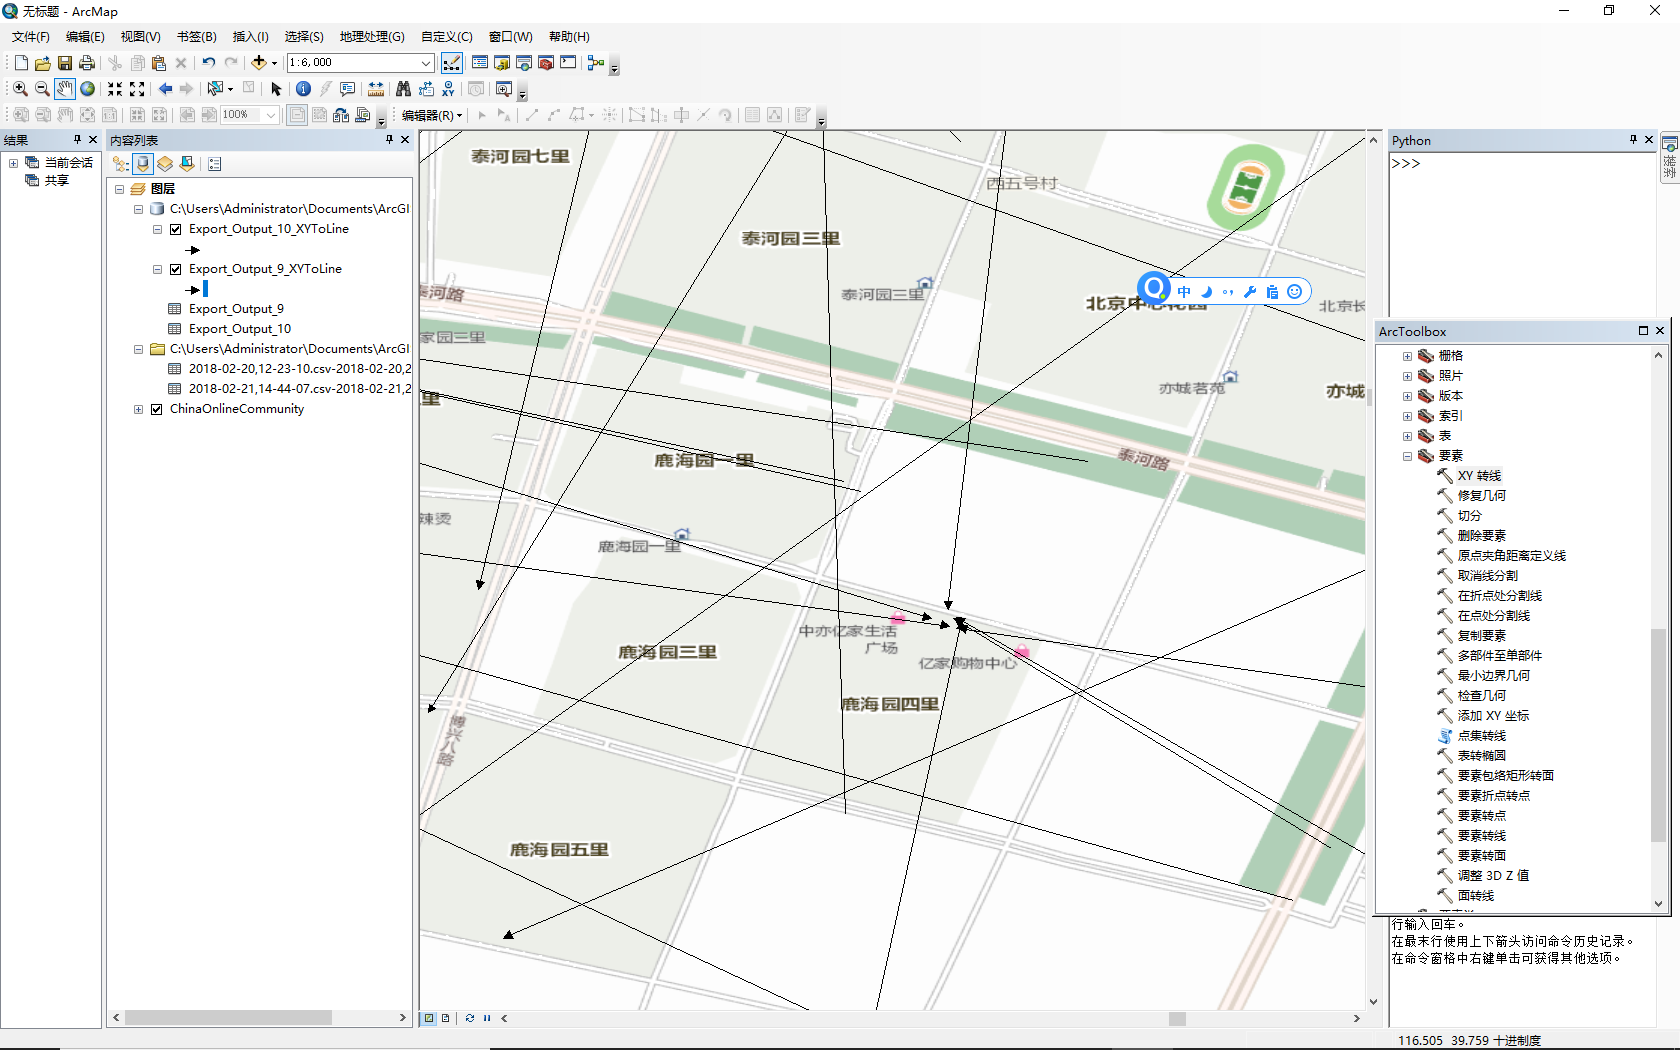 无标题 - ArcMap
文件(F) 编辑(E) 视图(V) 书签(B) 插入(I) 选择(S) 地理处理(G) 自定义(C) 窗口(W) 帮助(H)
1:6,000
100% 编辑器(R)
结果
当前会话
共享
内容列表
图层
C:\Users\Administrator\Documents\ArcGI
Export_Output_10_XYToLine
Export_Output_9_XYToLine
Export_Output_9
Export_Output_10
C:\Users\Administrator\Documents\ArcGI
2018-02-20,12-23-10.csv-2018-02-20,2
2018-02-21,14-44-07.csv-2018-02-21,2
ChinaOnlineCommunity
泰河园七里
西五号村
泰河园三里
泰河园三里
泰河路
北京中芯花园
北京长
中
家园三里
亦城茗苑
亦城
里
鹿海园一里
泰河路
辣烫
鹿海园一里
中亦亿家生活
广场
鹿海园三里
亿家购物中心
鹿海园四里
博兴八路
鹿海园五里
Python
>>>
ArcToolbox
栅格
照片
版本
索引
表
要素
XY 转线
修复几何
切分
删除要素
原点夹角距离定义线
取消线分割
在折点处分割线
在点处分割线
复制要素
多部件至单部件
最小边界几何
检查几何
添加 XY 坐标
点集转线
表转椭圆
要素包络矩形转面
要素折点转点
要素转点
要素转线
要素转面
调整 3D Z 值
面转线
行输入回车。
在最末行使用上下箭头访问命令历史记录。
在命令窗格中右键单击可获得其他选项。
116.505 39.759 十进制度